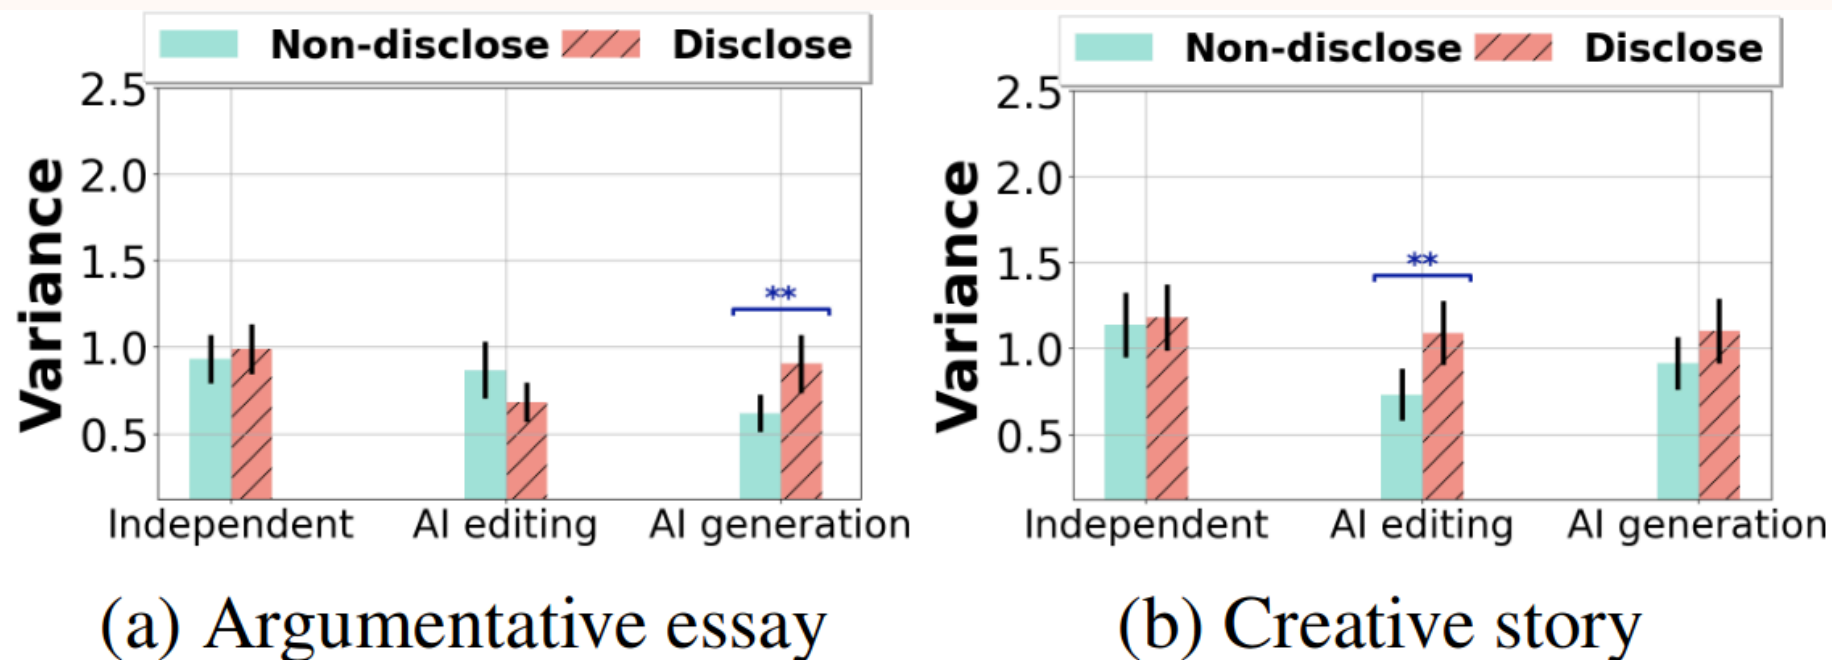 Non-disclose Disclose
2.5
2.0
1.5
1.0
0.5
Variance
**
Independent AI editing AI generation
(a) Argumentative essay
Non-disclose Disclose
2.5
2.0
1.5
1.0
0.5
Variance
**
Independent AI editing AI generation
(b) Creative story